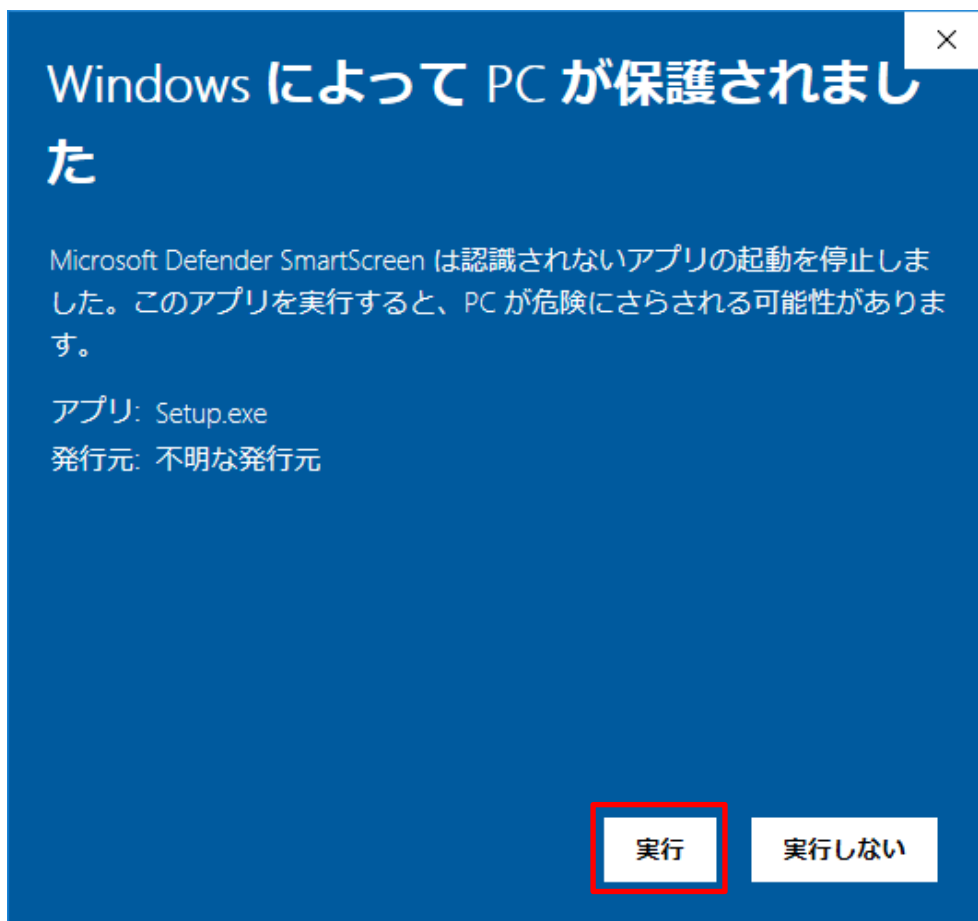 Windows によって PC が保護されまし
た
Microsoft Defender SmartScreen は認識されないアプリの起動を停止しま
した。このアプリを実行すると、PC が危険にさらされる可能性がありま
す。
アプリ: Setup.exe
発行元: 不明な発行元
実行 実行しない